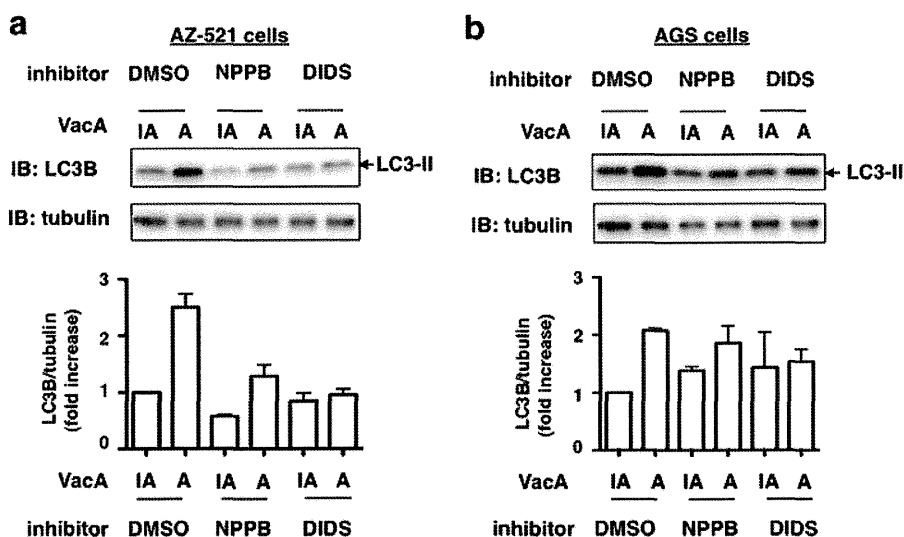 a
AZ-521 cells
inhibitor DMSO NPPB DIDS
VacA IA A IA A IA A
IB: LC3B
LC3-II
IB: tubulin
3
2
1
0
LC3B/tubulin
(fold increase)
VacA IA A IA A IA A
inhibitor DMSO NPPB DIDS
b
AGS cells
inhibitor DMSO NPPB DIDS
VacA IA A IA A IA A
IB: LC3B
LC3-II
IB: tubulin
3
2
1
0
LC3B/tubulin
(fold increase)
VacA IA A IA A IA A
inhibitor DMSO NPPB DIDS